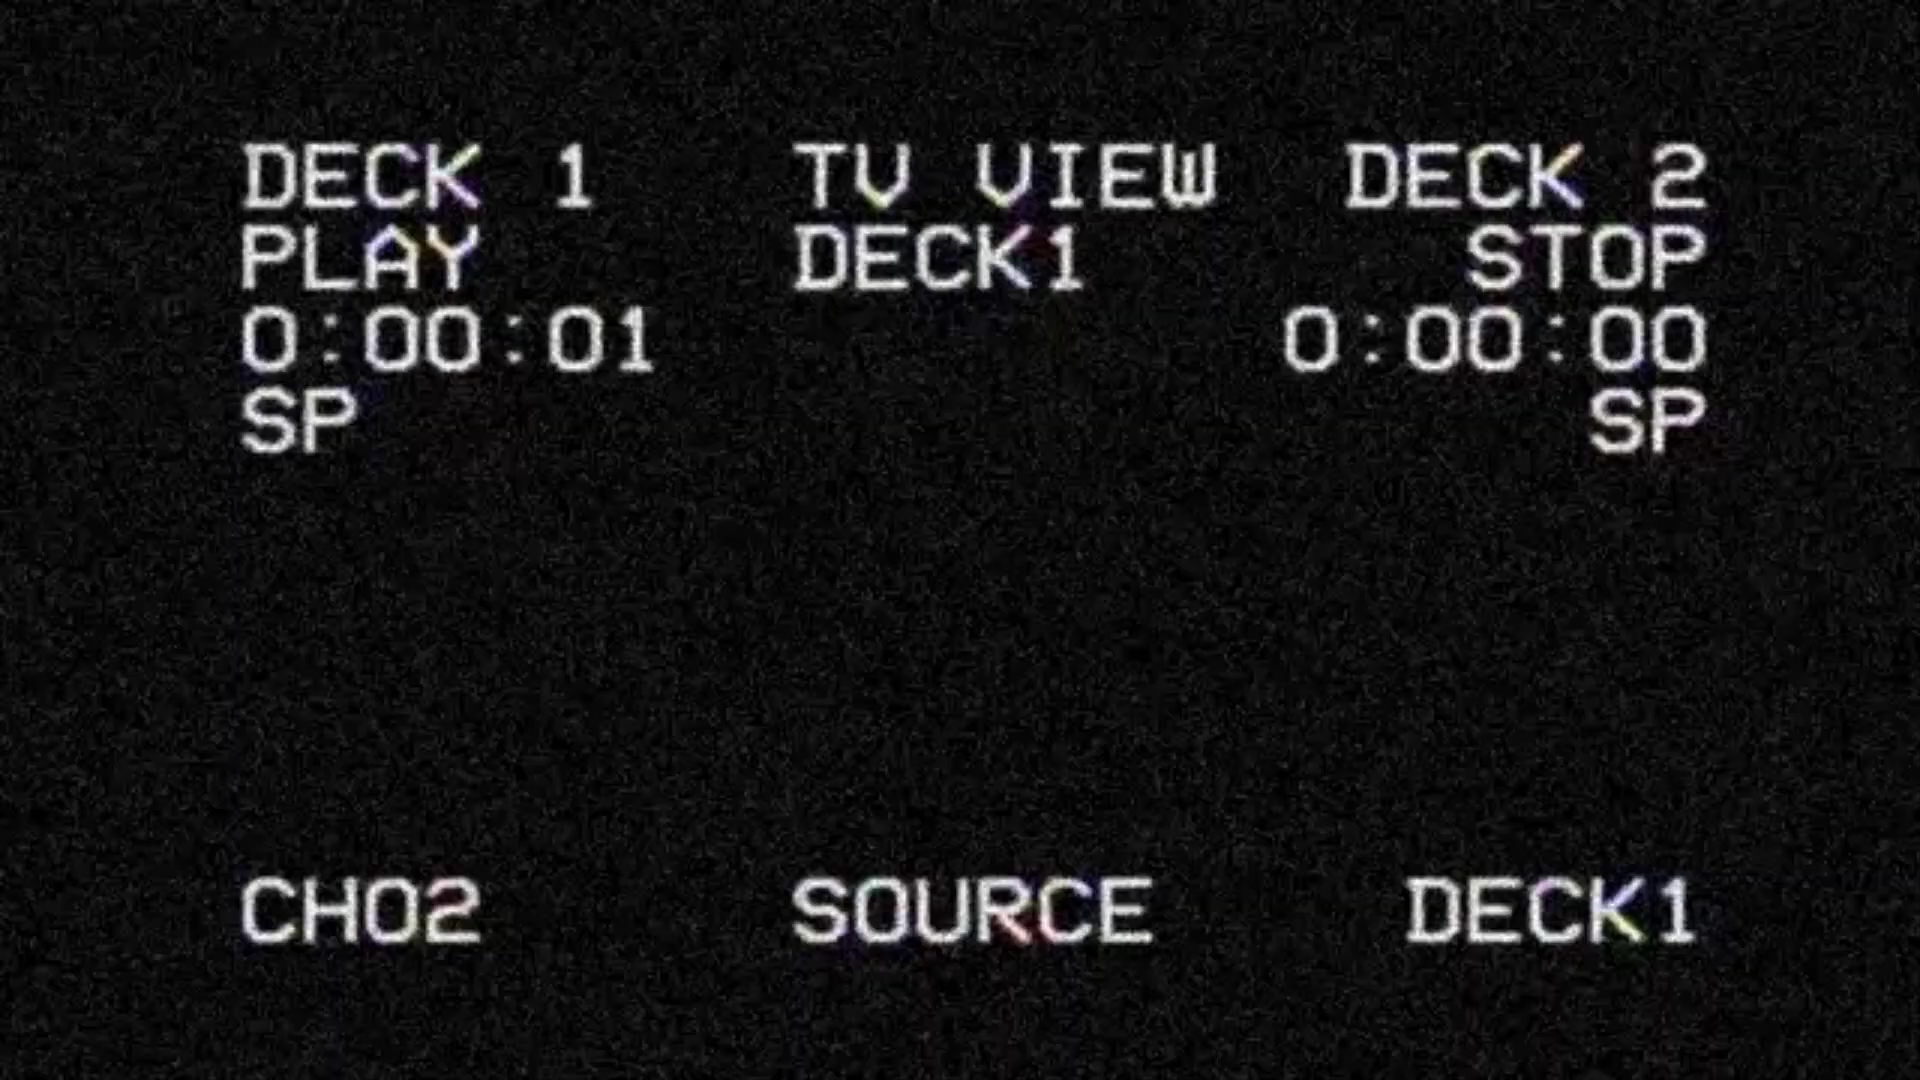 DECK 1 TV VIEW DECK 2
PLAY DECK1 STOP
0:00:01 0:00:00
SP SP
CH02 SOURCE DECK1